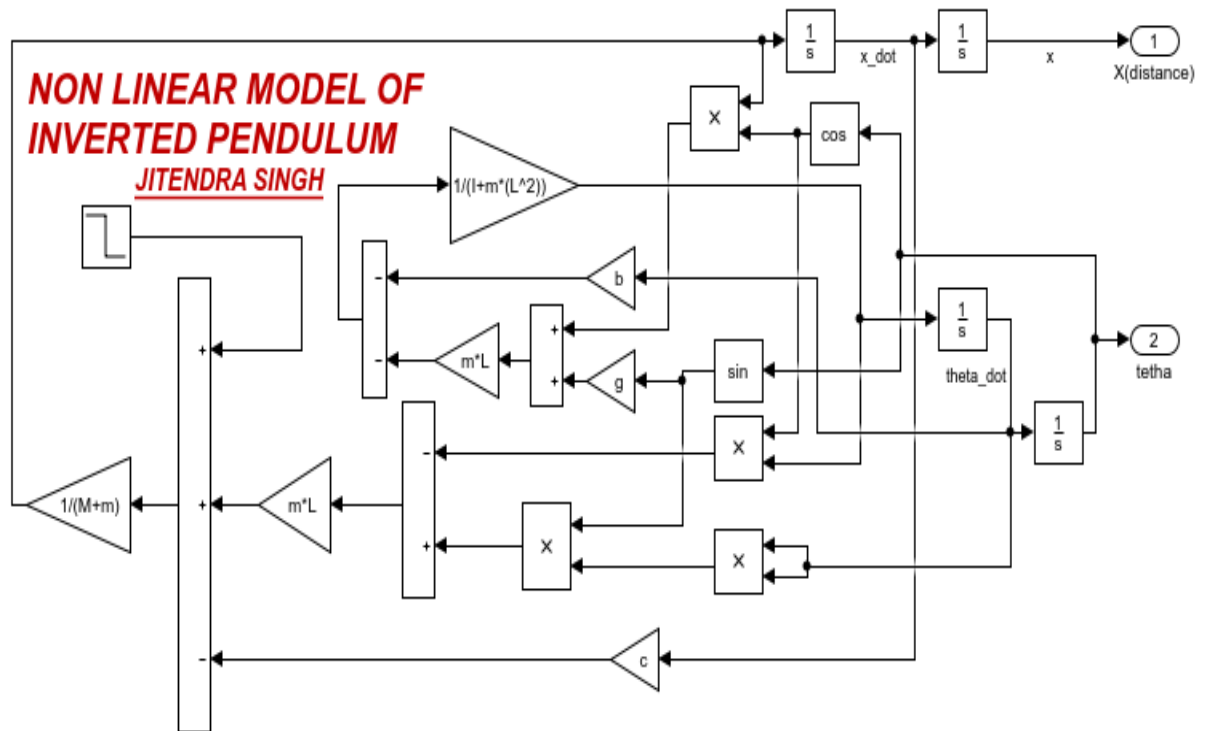 NON LINEAR MODEL OF
INVERTED PENDULUM
JITENDRA SINGH
1
s
x_dot
1
s
x
1
X(distance)
X
cos
1/(I+m*(L^2))
-
b
-
m*L
+
+
g
sin
1
s
theta_dot
2
tetha
1
s
+
1/(M+m)
+
m*L
-
+
X
X
X
-
c